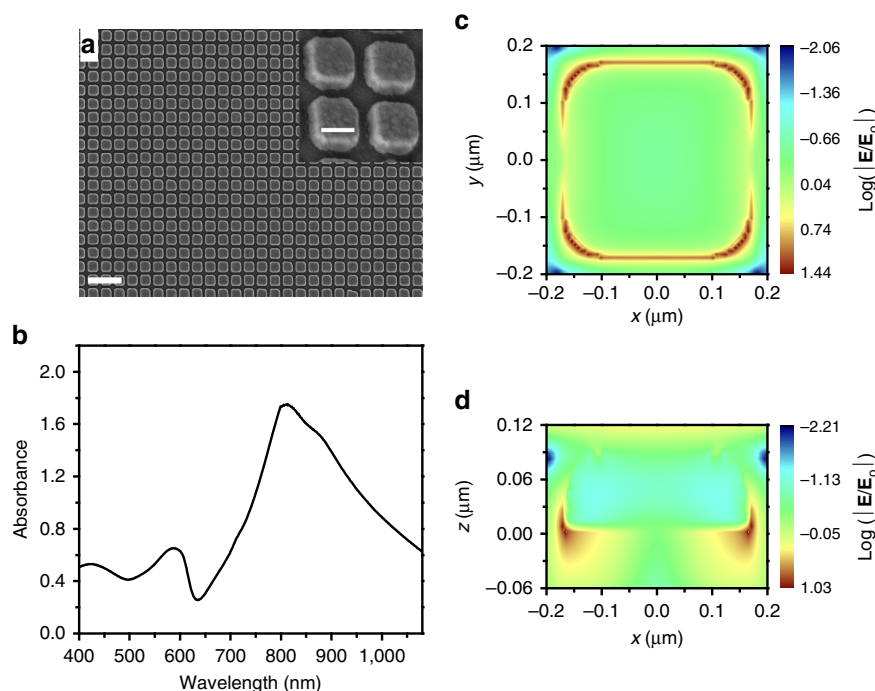 a
b
2.0
1.6
1.2
0.8
0.4
0.0
Absorbance
400 500 600 700 800 900 1,000
Wavelength (nm)
c
0.2
0.1
0.0
–0.1
–0.2
y (μm)
–0.2 –0.1 0.0 0.1 0.2
x (μm)
–2.06
–1.36
–0.66
0.04
0.74
1.44
Log(|E/E0|)
d
0.12
0.06
0.00
–0.06
z (μm)
–0.2 –0.1 0.0 0.1 0.2
x (μm)
–2.21
–1.13
–0.05
1.03
Log (|E/E0|)